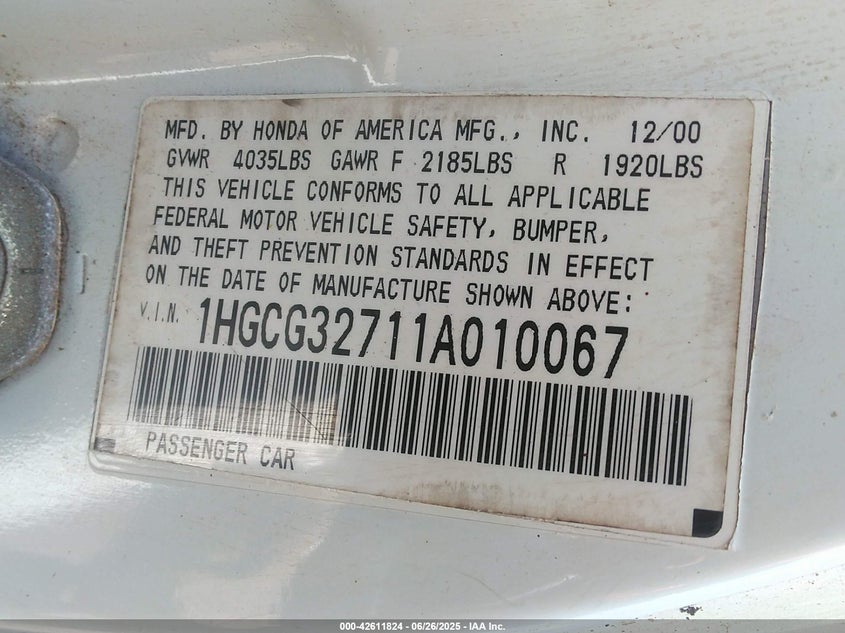 MFD. BY HONDA OF AMERICA MFG., INC. 12/00
GVWR 4035LBS GAWR F 2185LBS R 1920LBS
THIS VEHICLE CONFORMS TO ALL APPLICABLE
FEDERAL MOTOR VEHICLE SAFETY, BUMPER,
AND THEFT PREVENTION STANDARDS IN EFFECT
ON THE DATE OF MANUFACTURE SHOWN ABOVE:
V.I.N. 1HGCG32711A010067
PASSENGER CAR
000-42611824 - 06/26/2025 - IAA Inc.